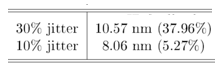 30% jitter 10.57 nm (37.96%)
10% jitter 8.06 nm (5.27%)